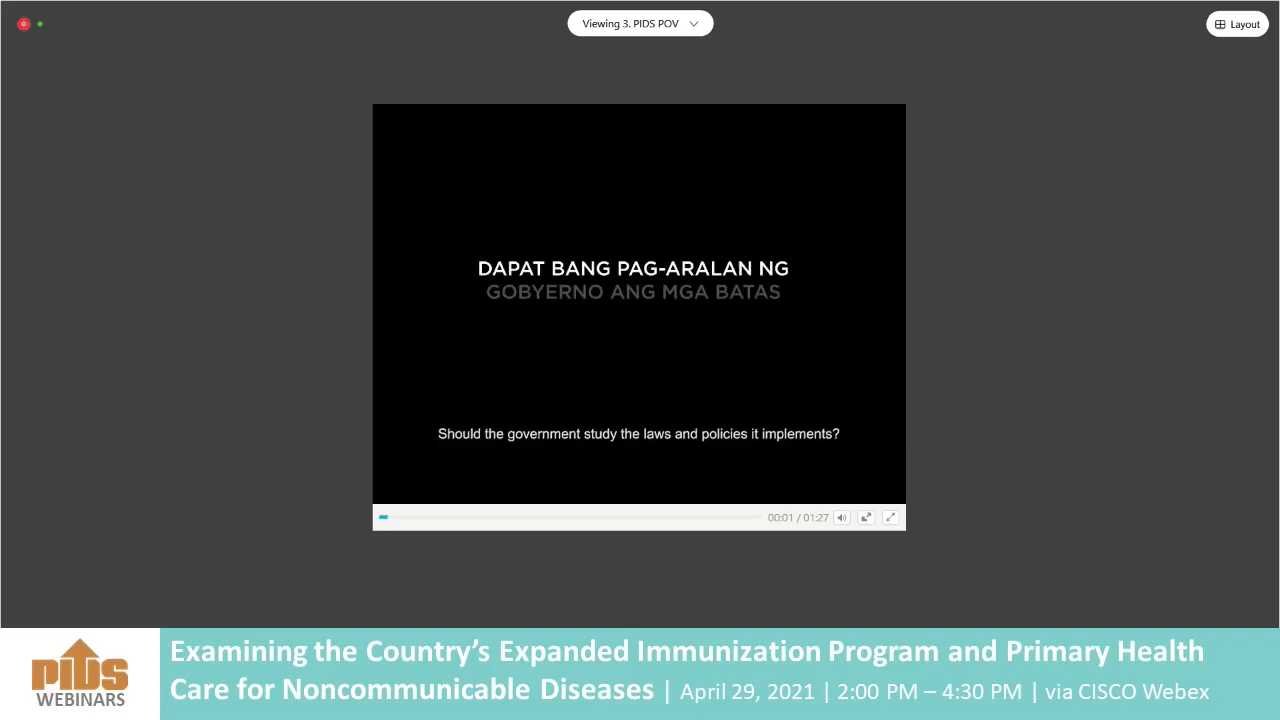 Viewing 3. PIDS POV
Layout
DAPAT BANG PAG-ARALAN NG
GOBYERNO ANG MGA BATAS
Should the government study the laws and policies it implements?
00:01 / 01:27
PIDS
WEBINARS
Examining the Country's Expanded Immunization Program and Primary Health
Care for Noncommunicable Diseases | April 29, 2021 | 2:00 PM – 4:30 PM | via CISCO Webex